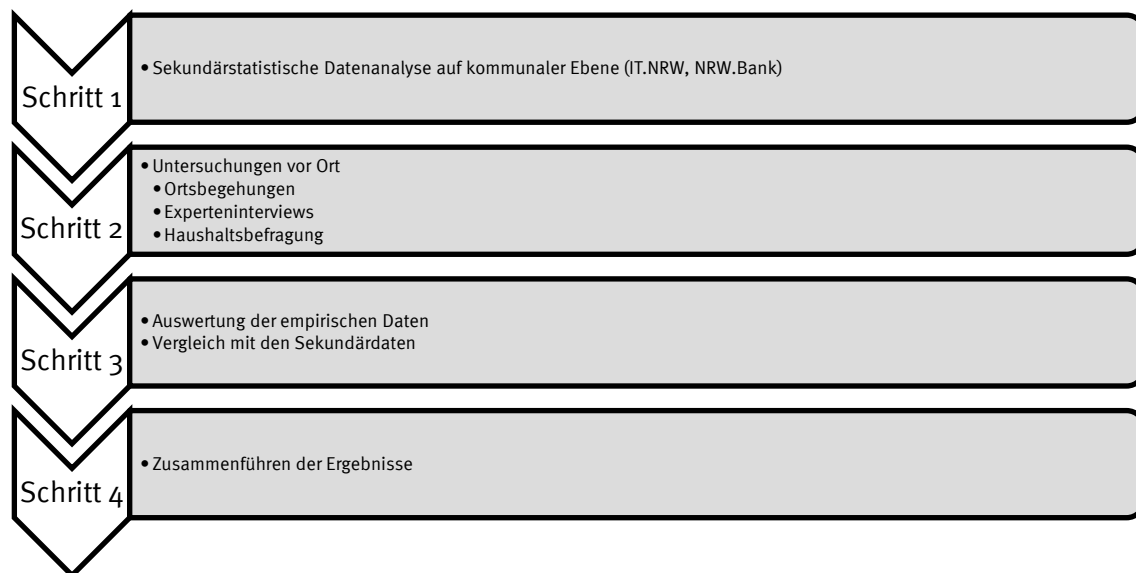 Schritt 1
• Sekundärstatistische Datenanalyse auf kommunaler Ebene (IT.NRW, NRW.Bank)
Schritt 2
• Untersuchungen vor Ort
• Ortsbegehungen
• Experteninterviews
• Haushaltsbefragung
Schritt 3
• Auswertung der empirischen Daten
• Vergleich mit den Sekundärdaten
Schritt 4
• Zusammenführen der Ergebnisse